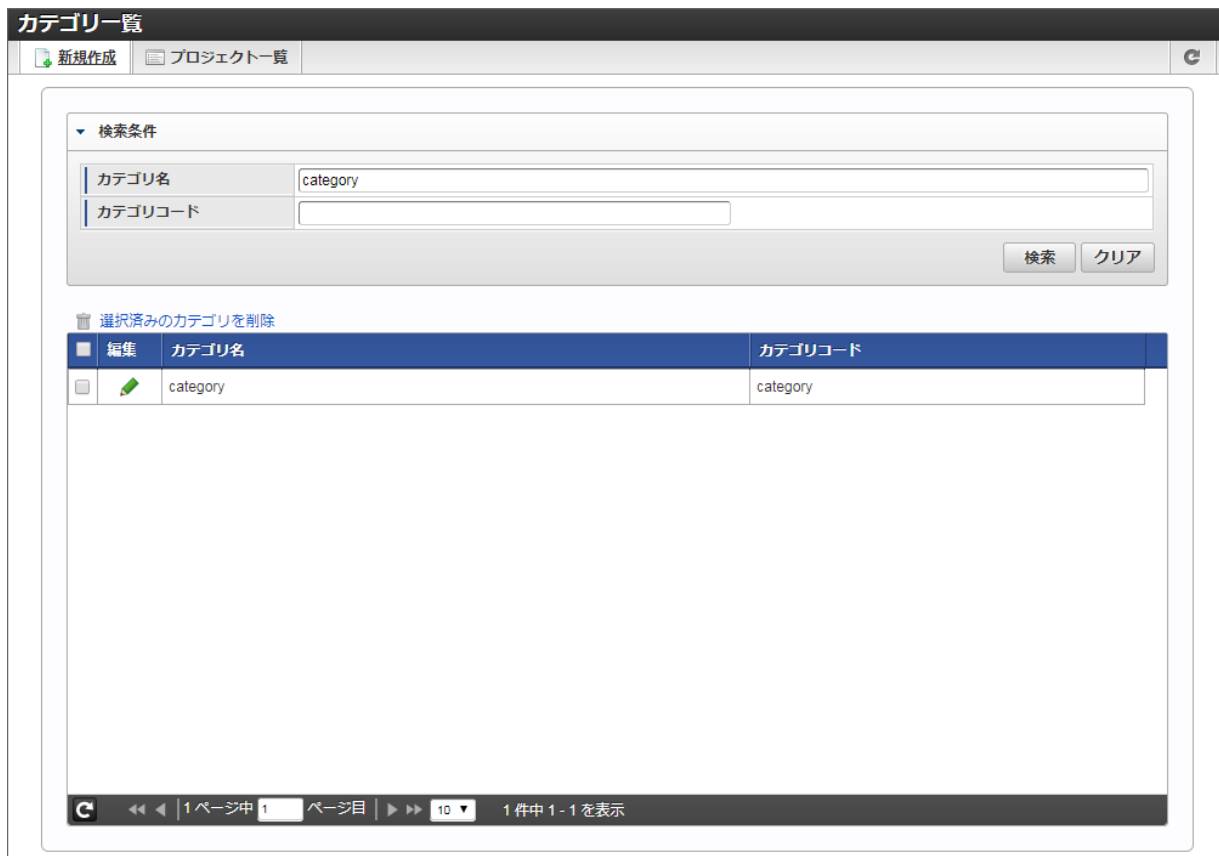 カテゴリ一覧
新規作成 プロジェクト一覧
検索条件
カテゴリ名 category
カテゴリコード
検索 クリア
選択済みのカテゴリを削除
編集 カテゴリ名 カテゴリコード
category category
1 ページ中 1 ページ目 10 1 件中 1 - 1 を表示